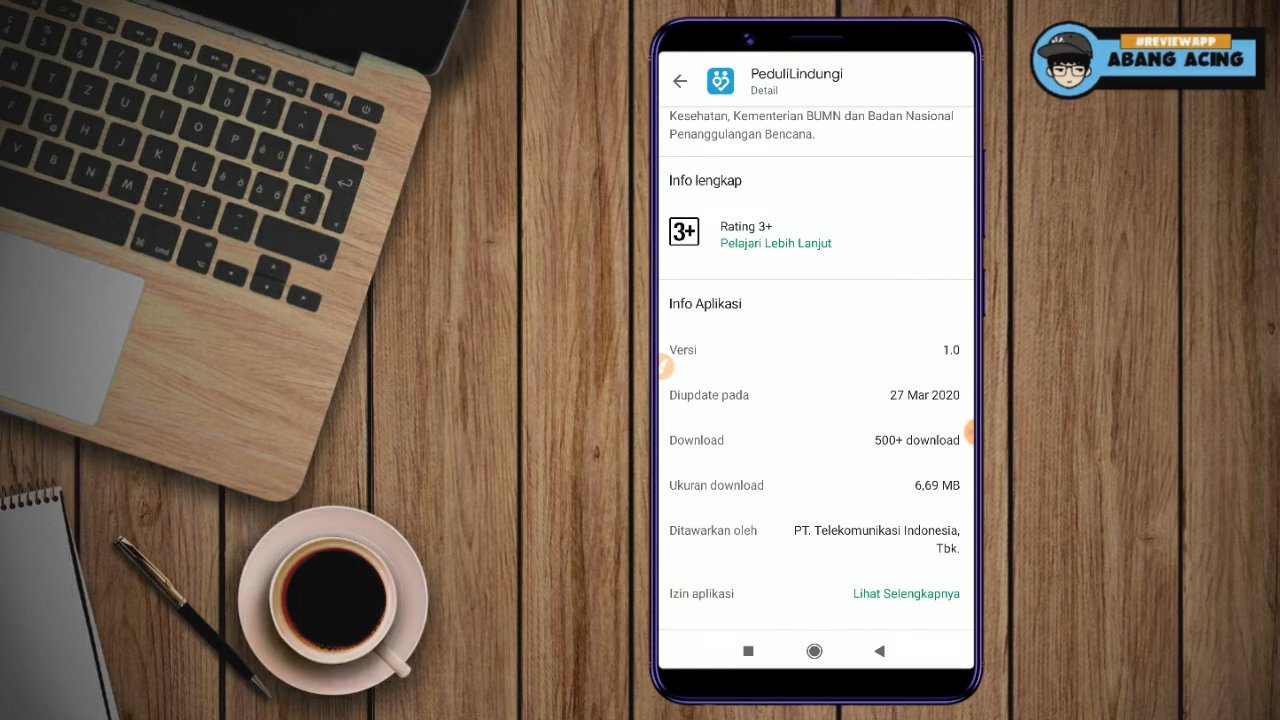 #REVIEWAPP
ABANG ACING
PeduliLindungi
Detail
Kesehatan, Kementerian BUMN dan Badan Nasional
Penanggulangan Bencana.
Info lengkap
3+
Rating 3+
Pelajari Lebih Lanjut
Info Aplikasi
Versi 1.0
Diupdate pada 27 Mar 2020
Download 500+ download
Ukuran download 6,69 MB
Ditawarkan oleh PT. Telekomunikasi Indonesia,
Tbk.
Izin aplikasi Lihat Selengkapnya